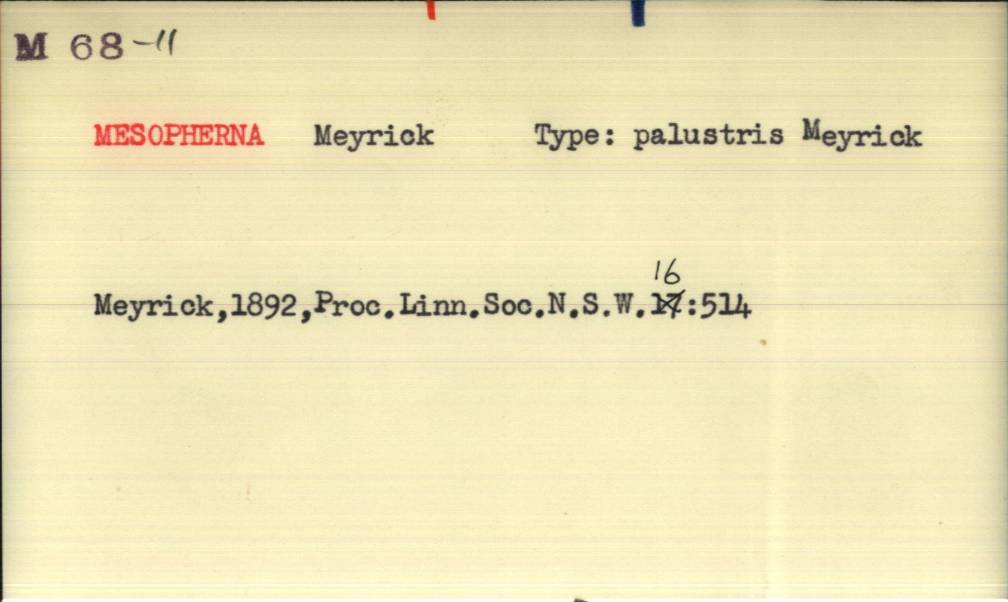 M 68-11
MESOPHERNA Meyrick Type: palustris Meyrick
16
Meyrick,1892,Proc.Linn.Soc.N.S.W.17:514